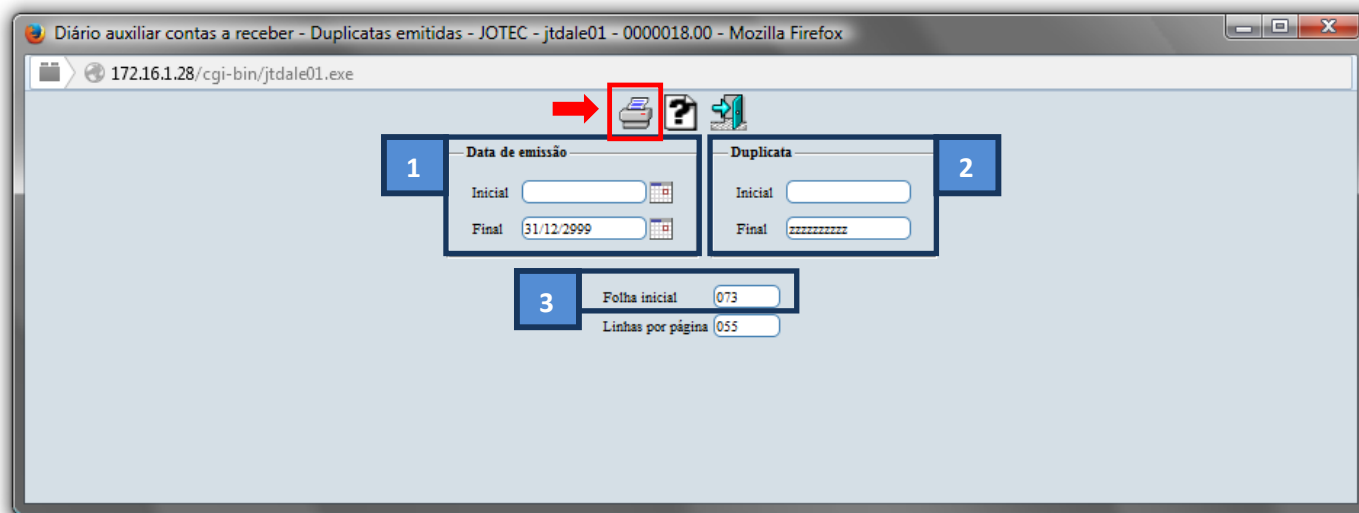 Diário auxiliar contas a receber - Duplicatas emitidas - JOTEC - jtdale01 - 0000018.00 - Mozilla Firefox
172.16.1.28/cgi-bin/jtdale01.exe
1
Data de emissão
Inicial
Final 31/12/2999
Duplicata
Inicial
Final zzzzzzzzzz
2
3
Folha inicial 073
Linhas por página 055